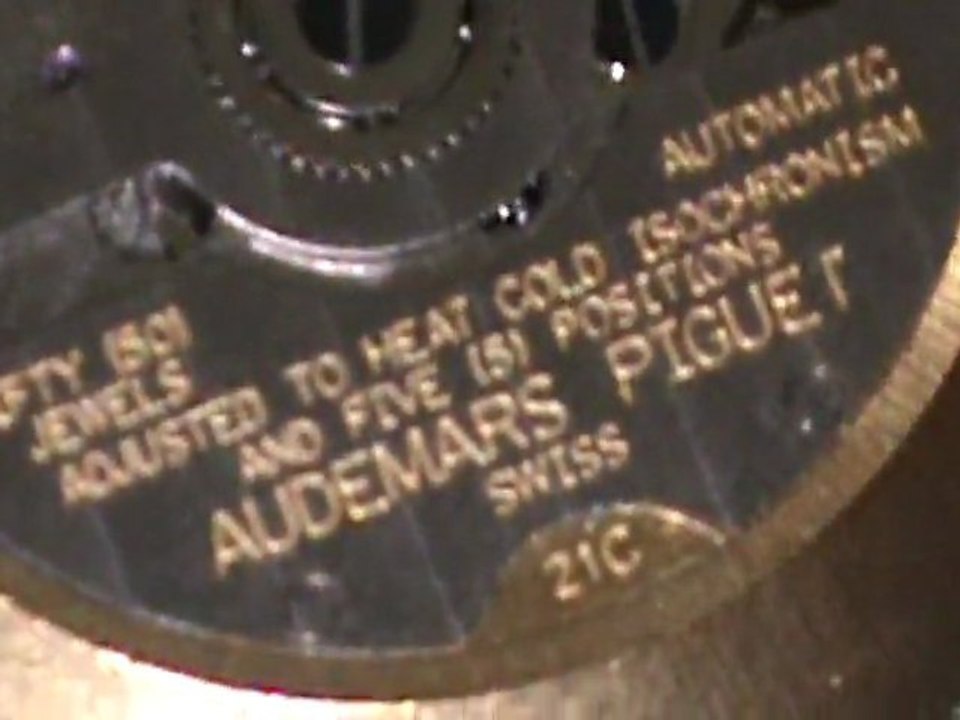 AUTOMATIC
FTY (50) JEWELS
ADJUSTED TO HEAT COLD ISOCHRONISM
AND FIVE (5) POSITIONS
AUDEMARS PIGUET
SWISS
21C